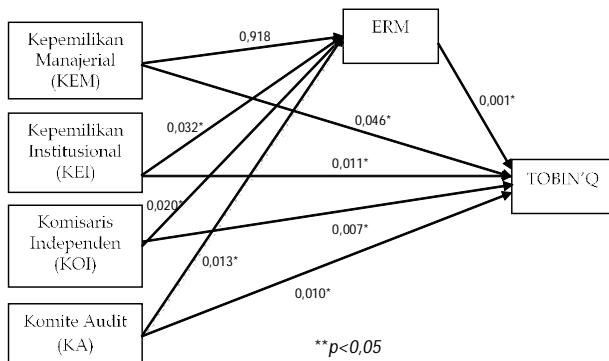 Kepemilikan
Manajerial
(KEM)
Kepemilikan
Institusional
(KEI)
Komisaris
Independen
(KOI)
Komite Audit
(KA)
ERM
TOBIN'Q
0,918
0,032*
0,046*
0,001*
0,011*
0,020*
0,007*
0,013*
0,010*
**p<0,05